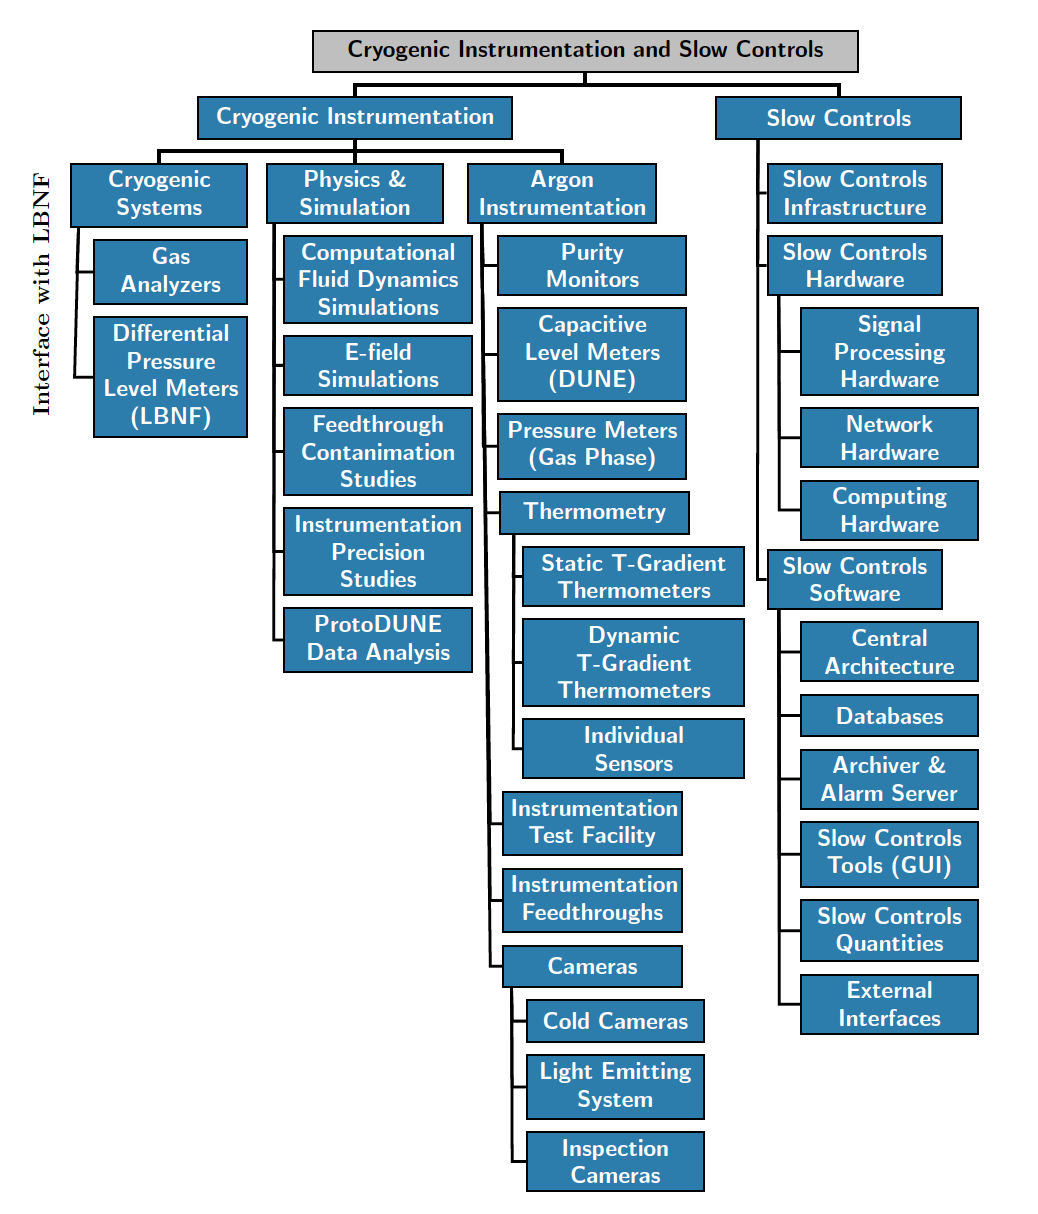 Cryogenic Instrumentation and Slow Controls
Cryogenic Instrumentation
Slow Controls
Interface with LBNF
Cryogenic
Systems
Gas
Analyzers
Differential
Pressure
Level Meters
(LBNF)
Physics &
Simulation
Computational
Fluid Dynamics
Simulations
E-field
Simulations
Feedthrough
Contanimation
Studies
Instrumentation
Precision
Studies
ProtoDUNE
Data Analysis
Argon
Instrumentation
Purity
Monitors
Capacitive
Level Meters
(DUNE)
Pressure Meters
(Gas Phase)
Thermometry
Static T-Gradient
Thermometers
Dynamic
T-Gradient
Thermometers
Individual
Sensors
Instrumentation
Test Facility
Instrumentation
Feedthroughs
Cameras
Cold Cameras
Light Emitting
System
Inspection
Cameras
Slow Controls
Infrastructure
Slow Controls
Hardware
Signal
Processing
Hardware
Network
Hardware
Computing
Hardware
Slow Controls
Software
Central
Architecture
Databases
Archiver &
Alarm Server
Slow Controls
Tools (GUI)
Slow Controls
Quantities
External
Interfaces